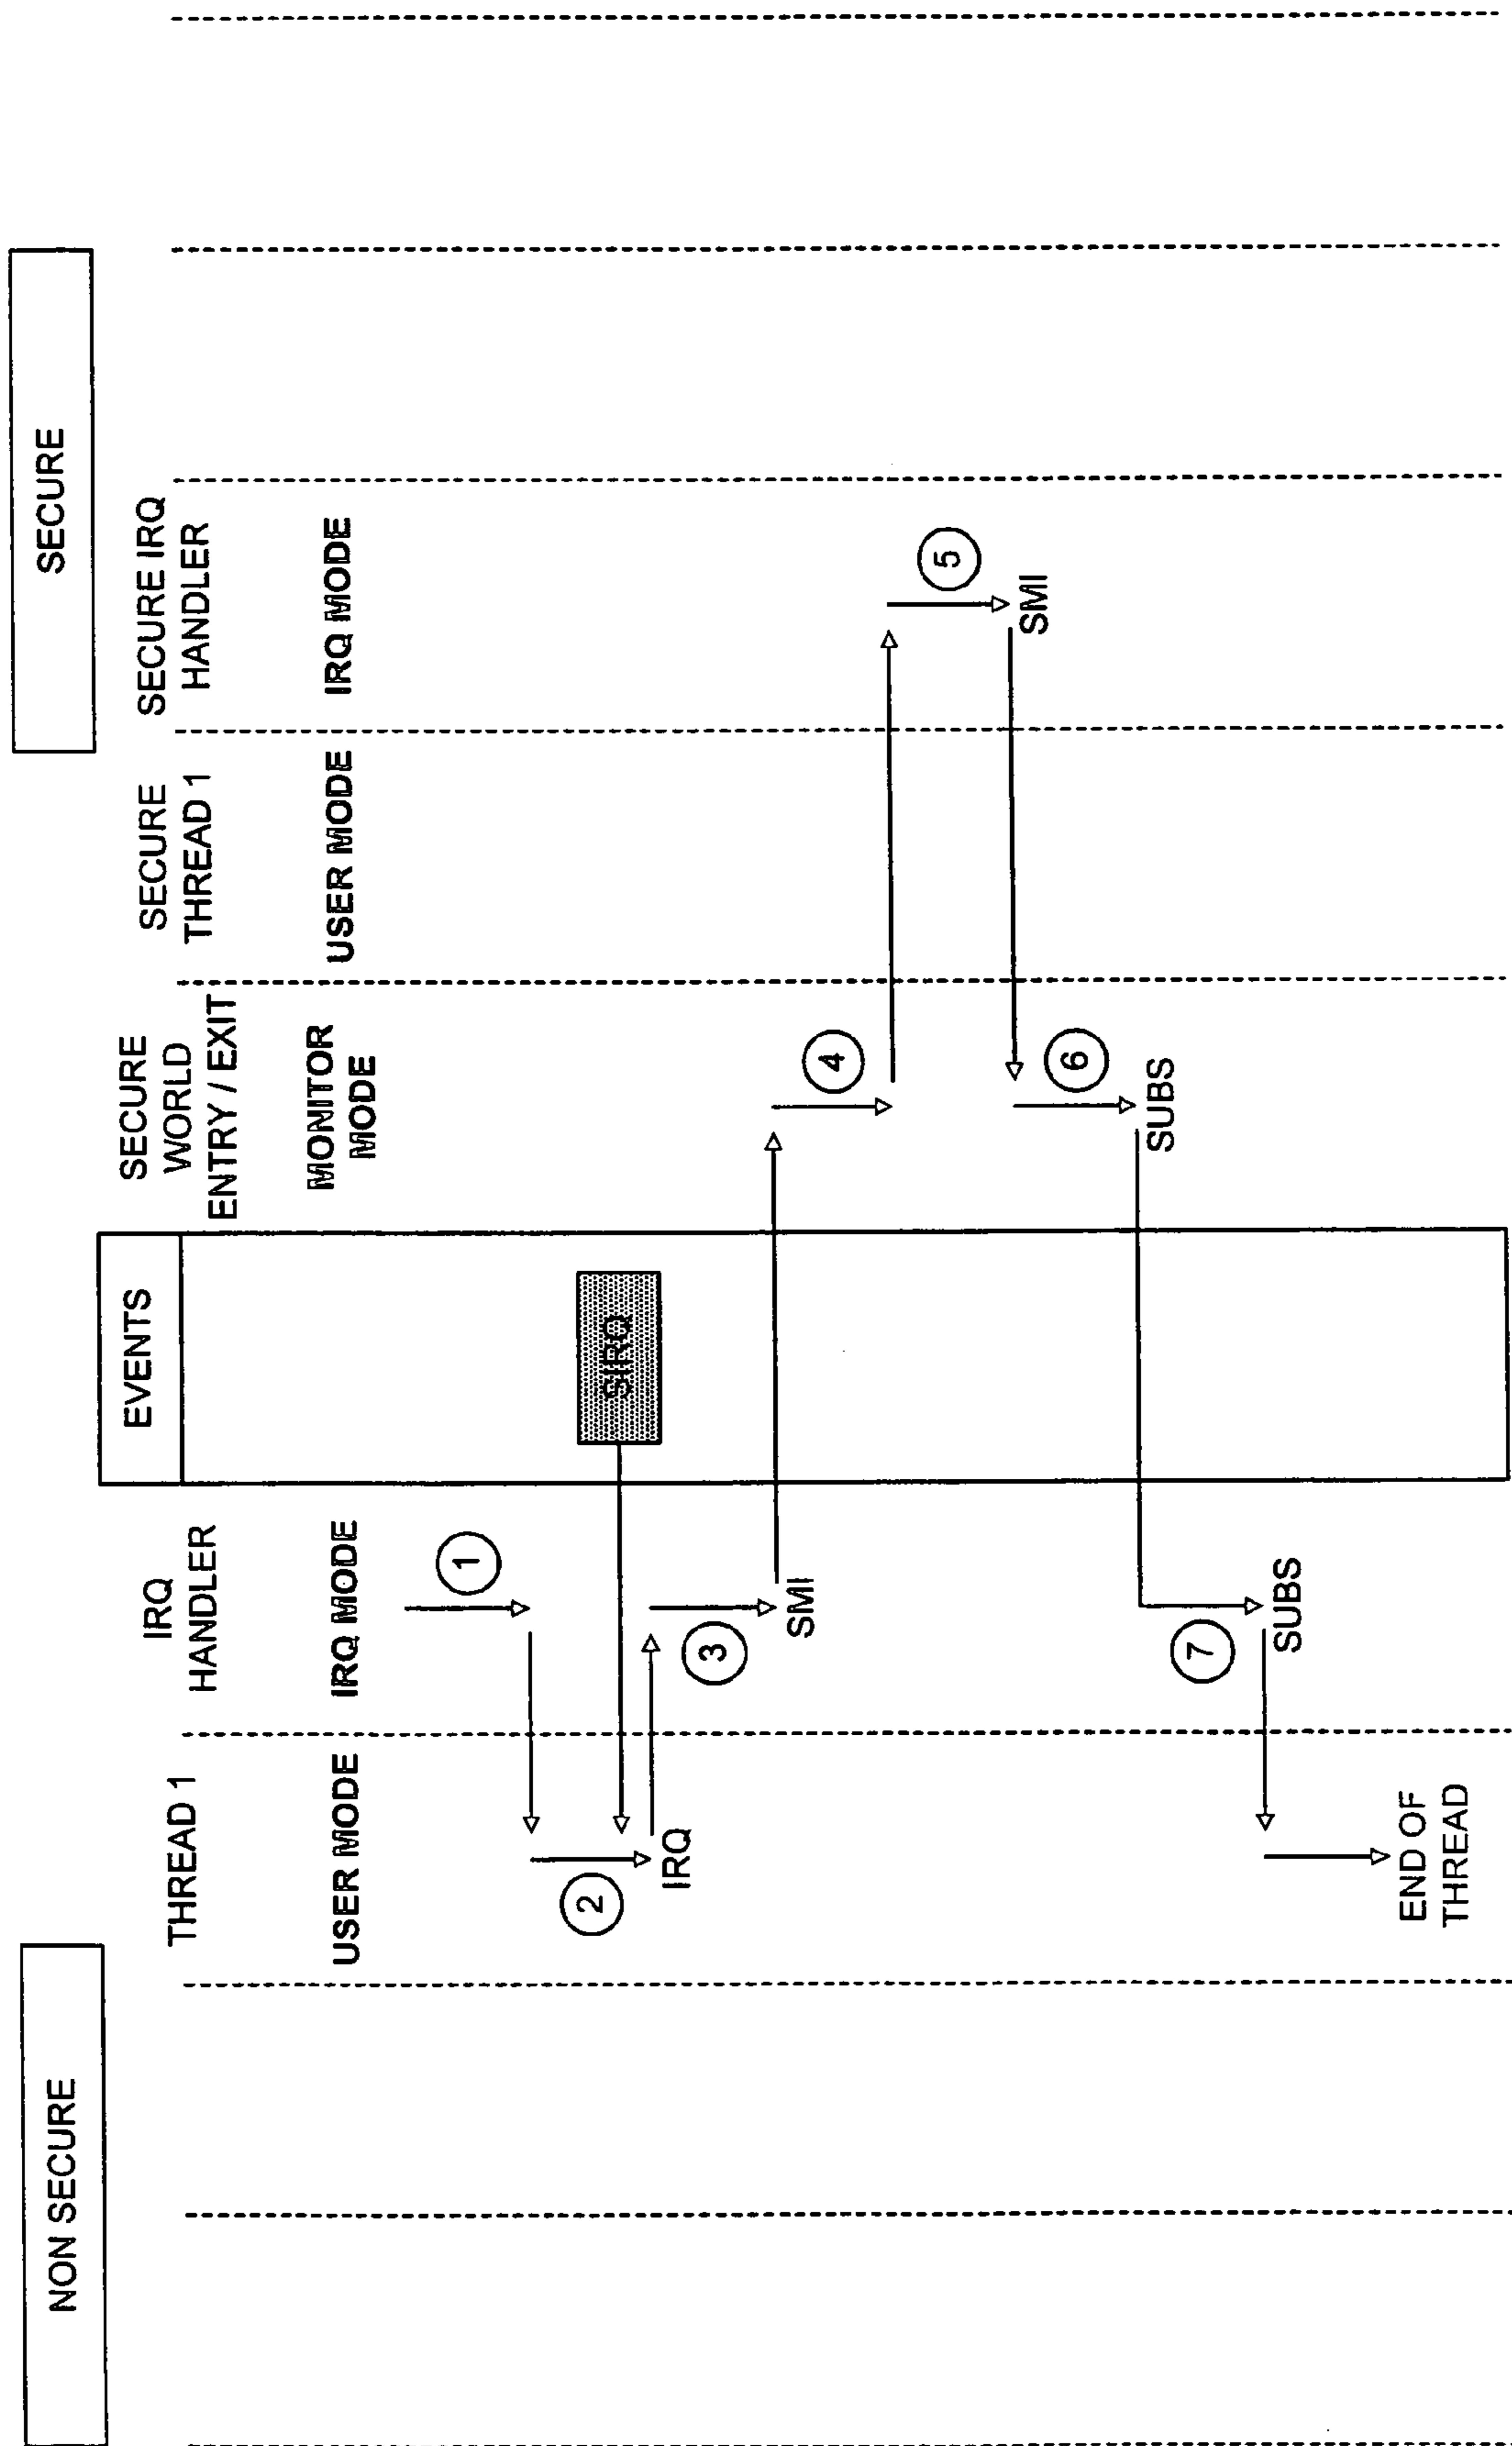 NON SECURE
SECURE
EVENTS
THREAD 1
USER MODE
IRQ
HANDLER
IRQ MODE
SECURE
WORLD
ENTRY / EXIT
MONITOR
MODE
SECURE
THREAD 1
USER MODE
SECURE IRQ
HANDLER
IRQ MODE
1
SIRQ
2
IRQ
3
SMI
4
5
SMI
6
SUBS
7
SUBS
END OF
THREAD